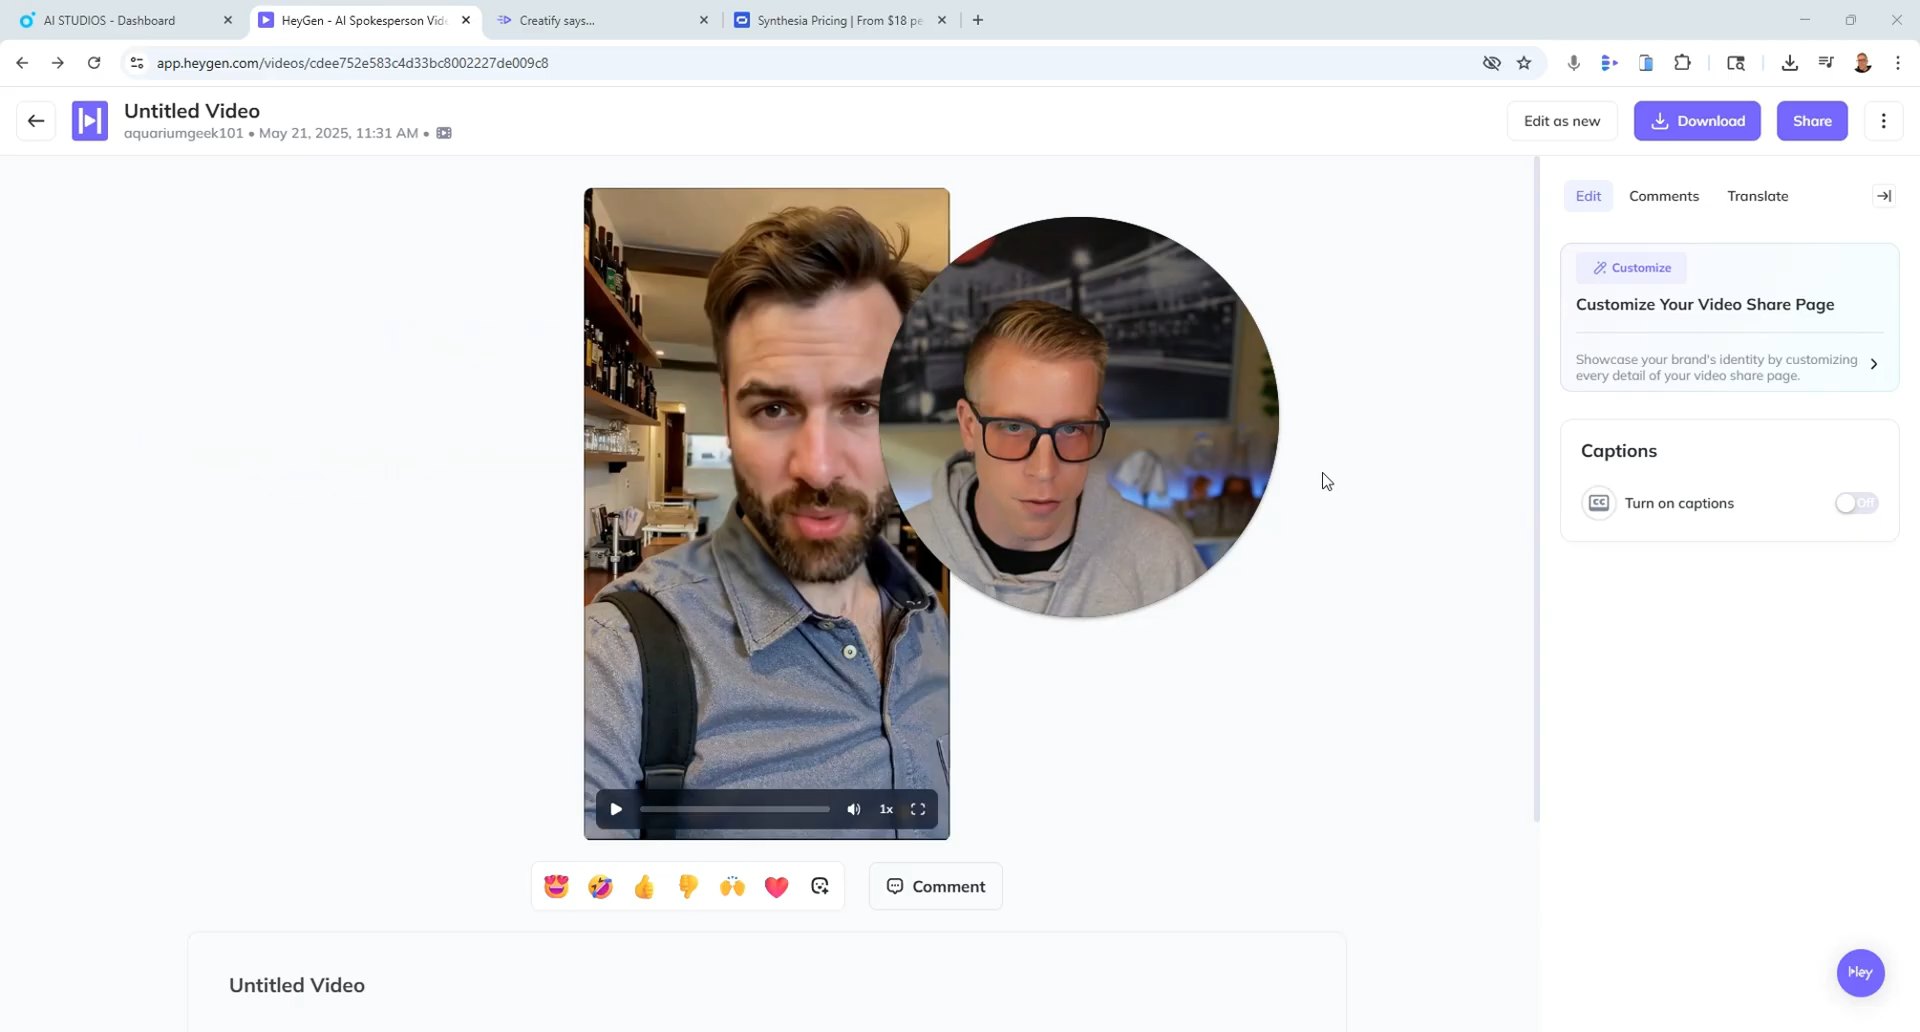 AI STUDIOS - Dashboard
HeyGen - AI Spokesperson Vide
Creatify says...
Synthesia Pricing | From $18 pe
app.heygen.com/videos/cdee752e583c4d33bc8002227de009c8
Untitled Video
aquariumgeek101 • May 21, 2025, 11:31 AM •
Edit as new
Download
Share
Edit
Comments
Translate
Customize
Customize Your Video Share Page
Showcase your brand's identity by customizing
every detail of your video share page.
Captions
CC
Turn on captions
Off
1x
Comment
Untitled Video
Hey